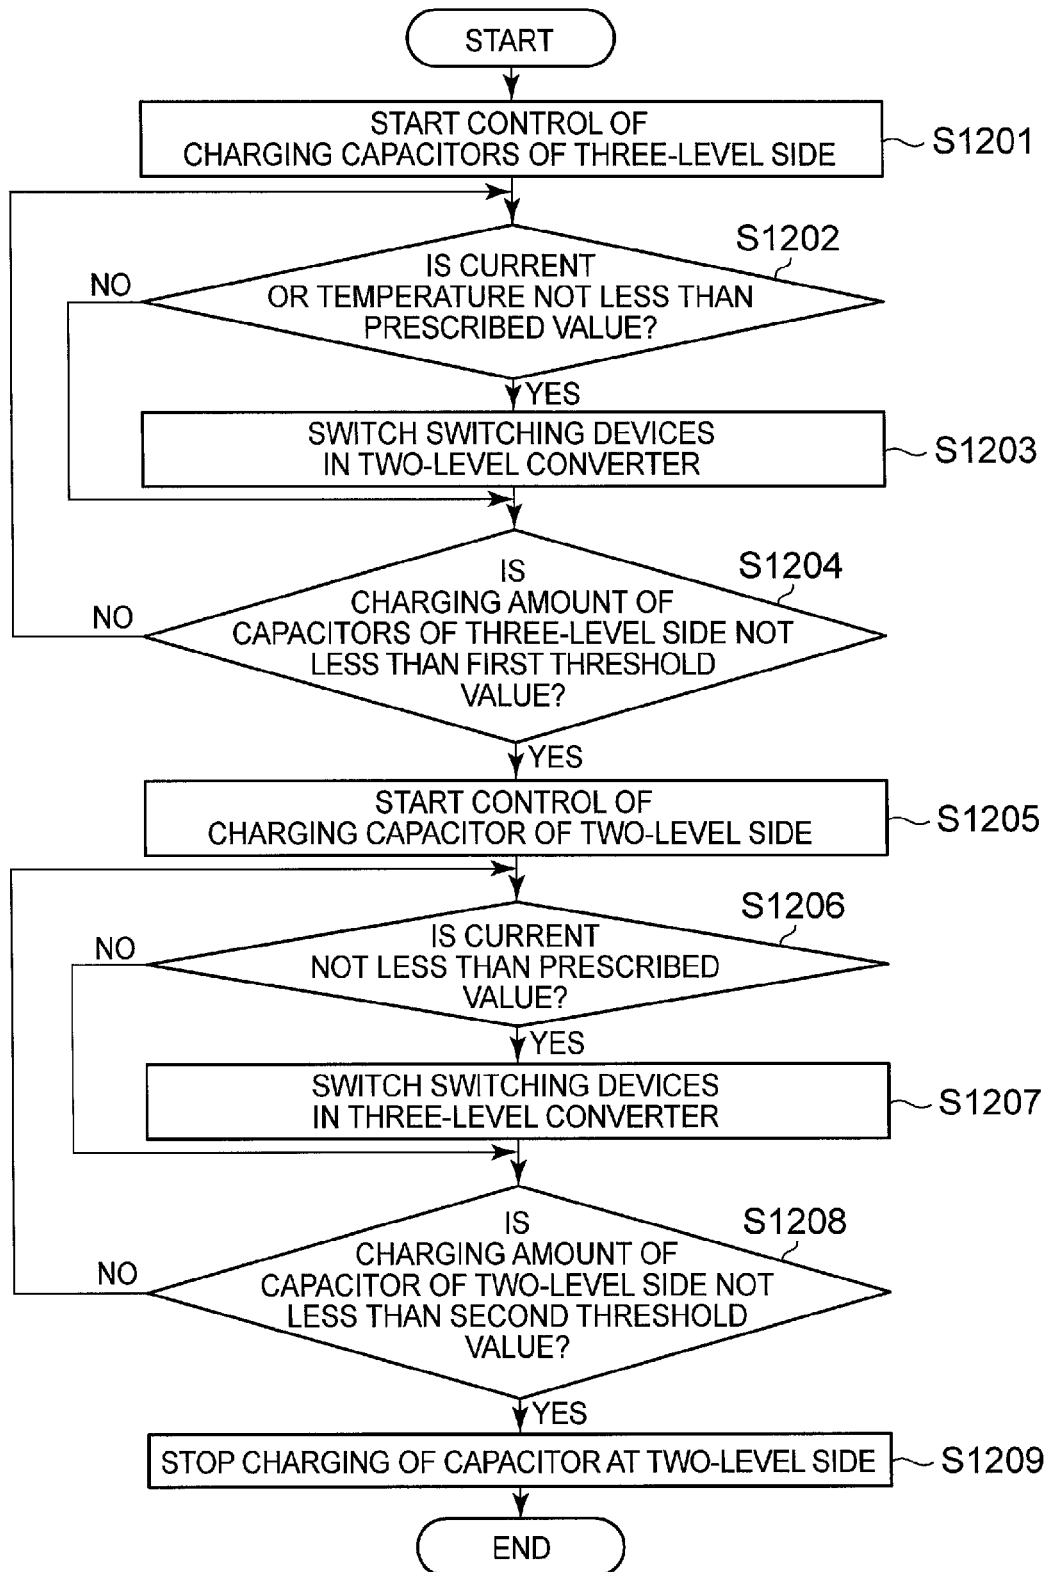 START
START CONTROL OF
CHARGING CAPACITORS OF THREE-LEVEL SIDE
S1201
S1202
IS CURRENT
OR TEMPERATURE NOT LESS THAN
PRESCRIBED VALUE?
NO
YES
SWITCH SWITCHING DEVICES
IN TWO-LEVEL CONVERTER
S1203
S1204
IS
CHARGING AMOUNT OF
CAPACITORS OF THREE-LEVEL SIDE NOT
LESS THAN FIRST THRESHOLD
VALUE?
NO
YES
START CONTROL OF
CHARGING CAPACITOR OF TWO-LEVEL SIDE
S1205
S1206
IS CURRENT
NOT LESS THAN PRESCRIBED
VALUE?
NO
YES
SWITCH SWITCHING DEVICES
IN THREE-LEVEL CONVERTER
S1207
S1208
IS
CHARGING AMOUNT OF
CAPACITOR OF TWO-LEVEL SIDE NOT
LESS THAN SECOND THRESHOLD
VALUE?
NO
YES
STOP CHARGING OF CAPACITOR AT TWO-LEVEL SIDE
S1209
END